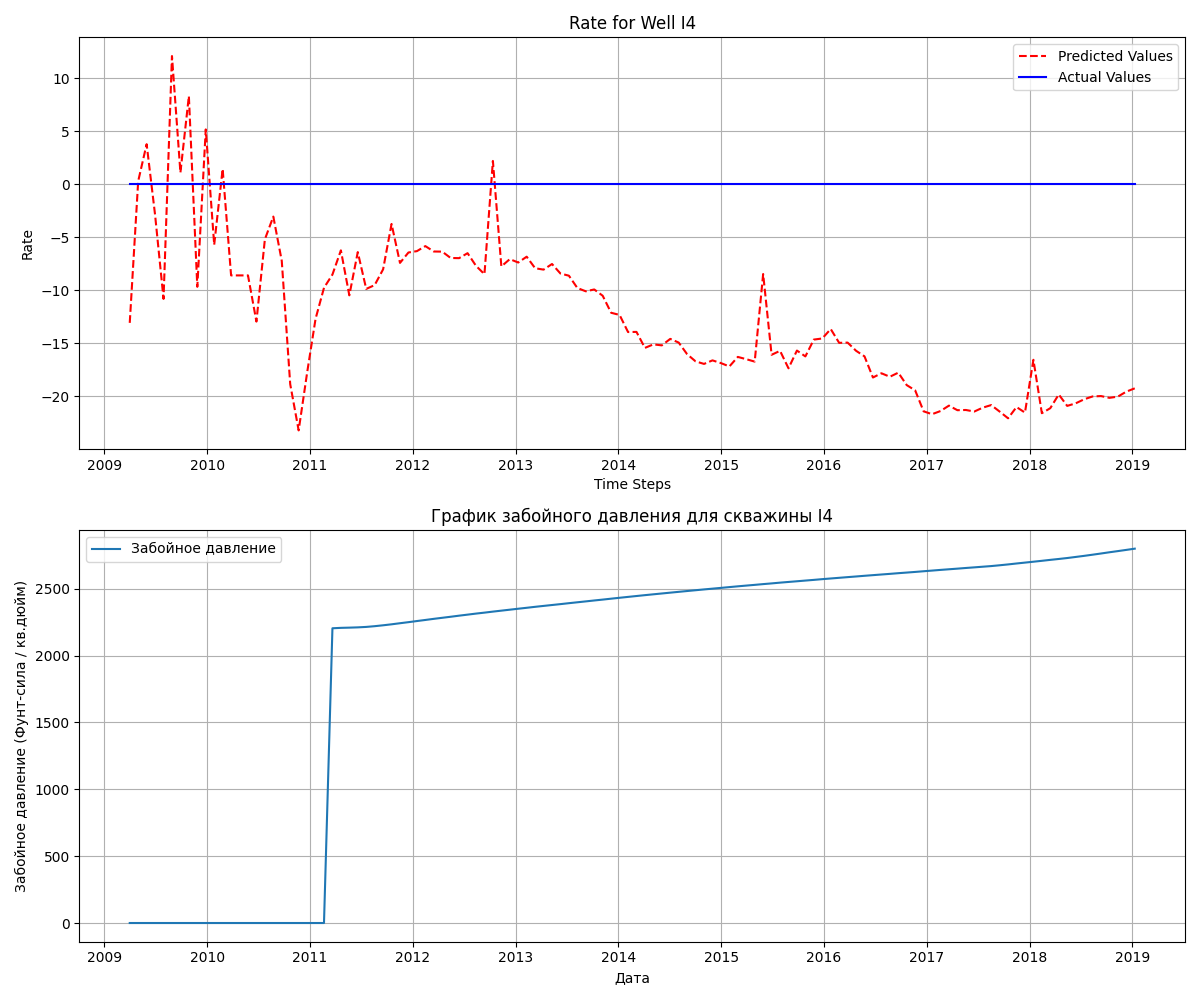 Rate for Well I4
Predicted Values
Actual Values
10
5
0
−5
−10
−15
−20
Rate
2009 2010 2011 2012 2013 2014 2015 2016 2017 2018 2019
Time Steps
График забойного давления для скважины I4
Забойное давление
2500
2000
1500
1000
500
0
Забойное давление (Фунт-сила / кв.дюйм)
2009 2010 2011 2012 2013 2014 2015 2016 2017 2018 2019
Дата